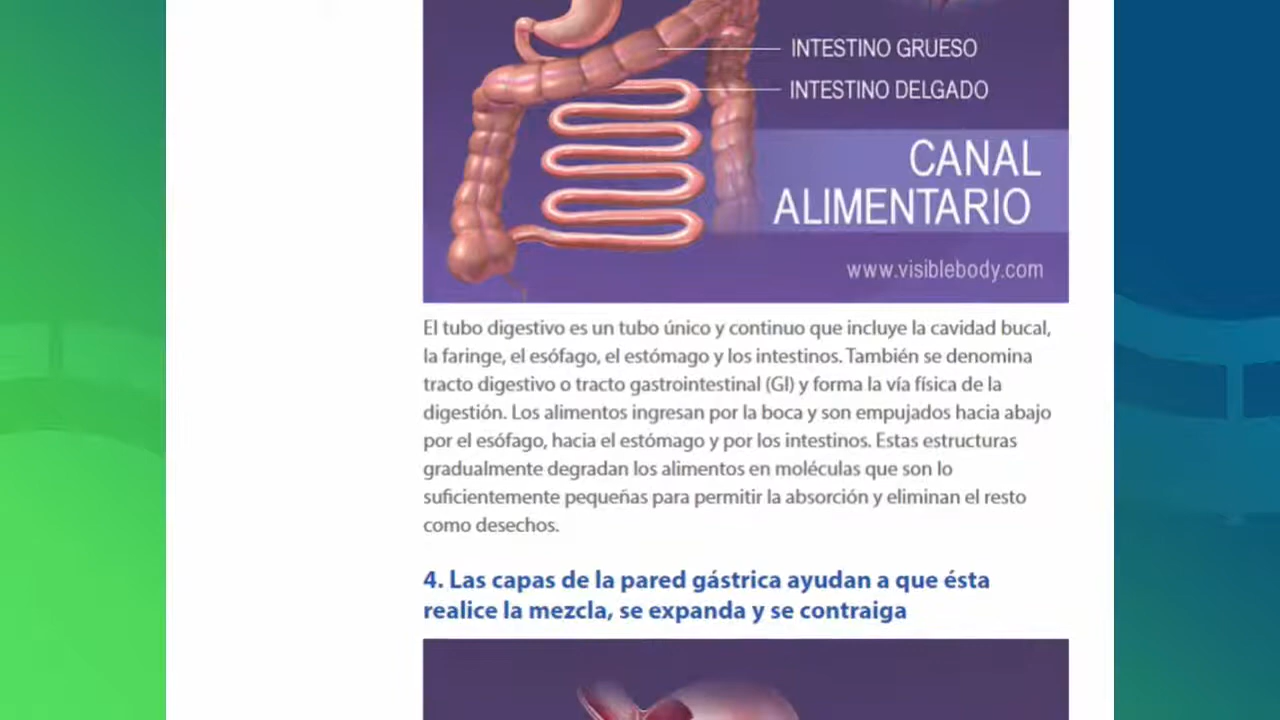 INTESTINO GRUESO
INTESTINO DELGADO
CANAL
ALIMENTARIO
www.visiblebody.com
El tubo digestivo es un tubo único y continuo que incluye la cavidad bucal,
la faringe, el esófago, el estómago y los intestinos. También se denomina
tracto digestivo o tracto gastrointestinal (GI) y forma la vía física de la
digestión. Los alimentos ingresan por la boca y son empujados hacia abajo
por el esófago, hacia el estómago y por los intestinos. Estas estructuras
gradualmente degradan los alimentos en moléculas que son lo
suficientemente pequeñas para permitir la absorción y eliminan el resto
como desechos.
4. Las capas de la pared gástrica ayudan a que ésta
realice la mezcla, se expanda y se contraiga